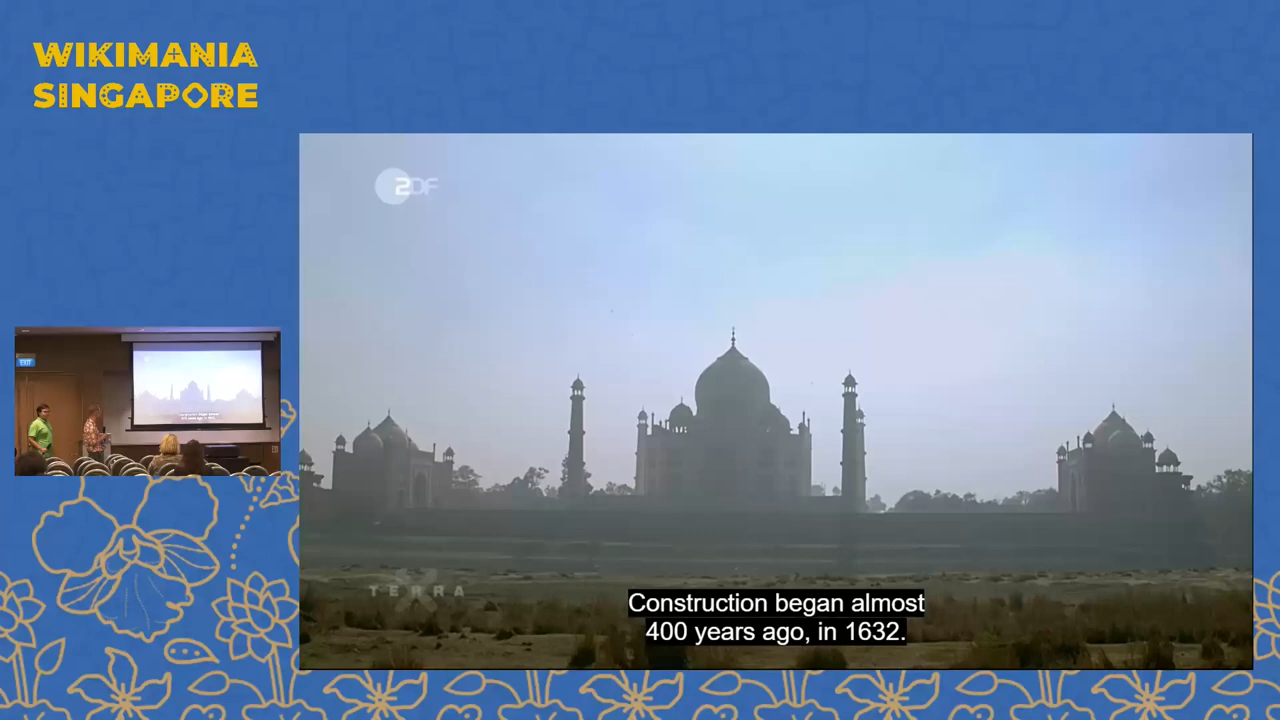 WIKIMANIA
SINGAPORE
2DF
EXIT
TERRA X
Construction began almost
400 years ago, in 1632.